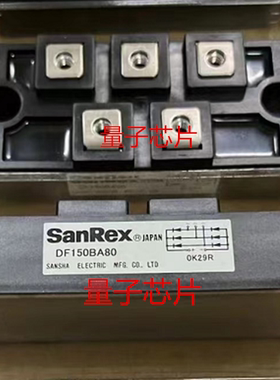 量子芯片
SanRex® JAPAN
DF150BA80
SANSHA ELECTRIC MFG. CO., LTD
0K29R
量子芯片